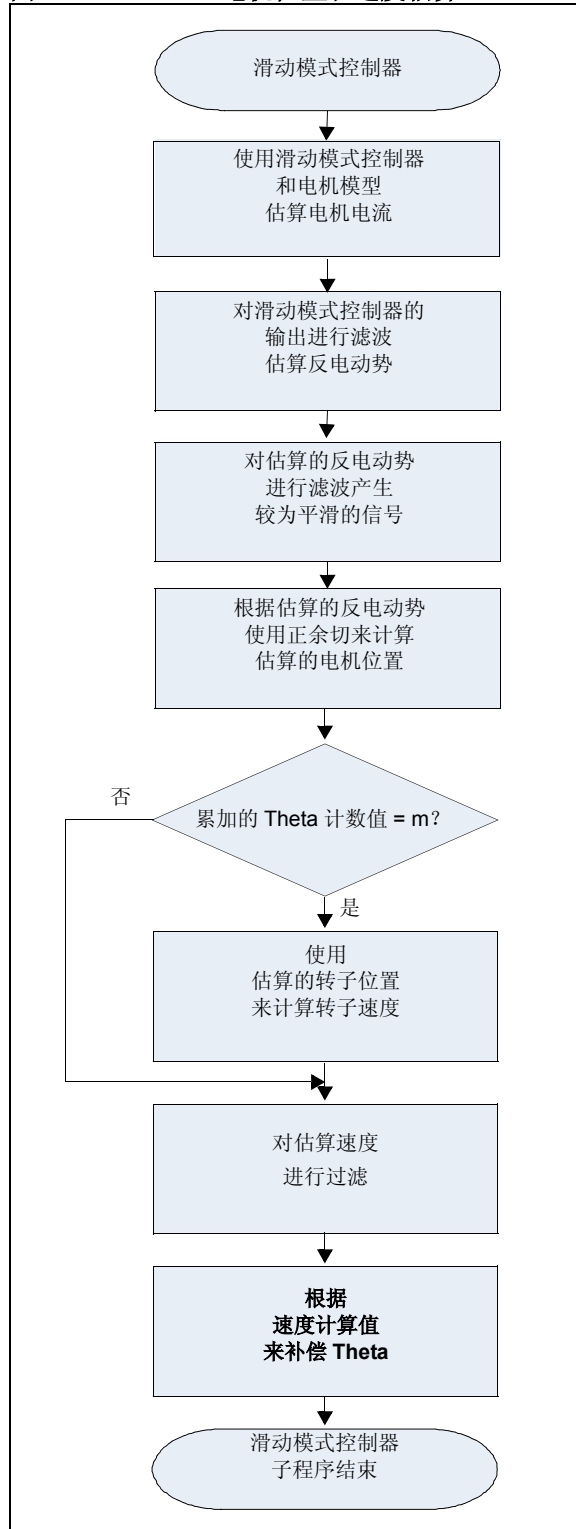 滑动模式控制器
使用滑动模式控制器
和电机模型
估算电机电流
对滑动模式控制器的
输出进行滤波
估算反电动势
对估算的反电动势
进行滤波产生
较为平滑的信号
根据估算的反电动势
使用正余切来计算
估算的电机位置
否
累加的 Theta 计数值 = m?
是
使用
估算的转子位置
来计算转子速度
对估算速度
进行过滤
根据
速度计算值
来补偿 Theta
滑动模式控制器
子程序结束